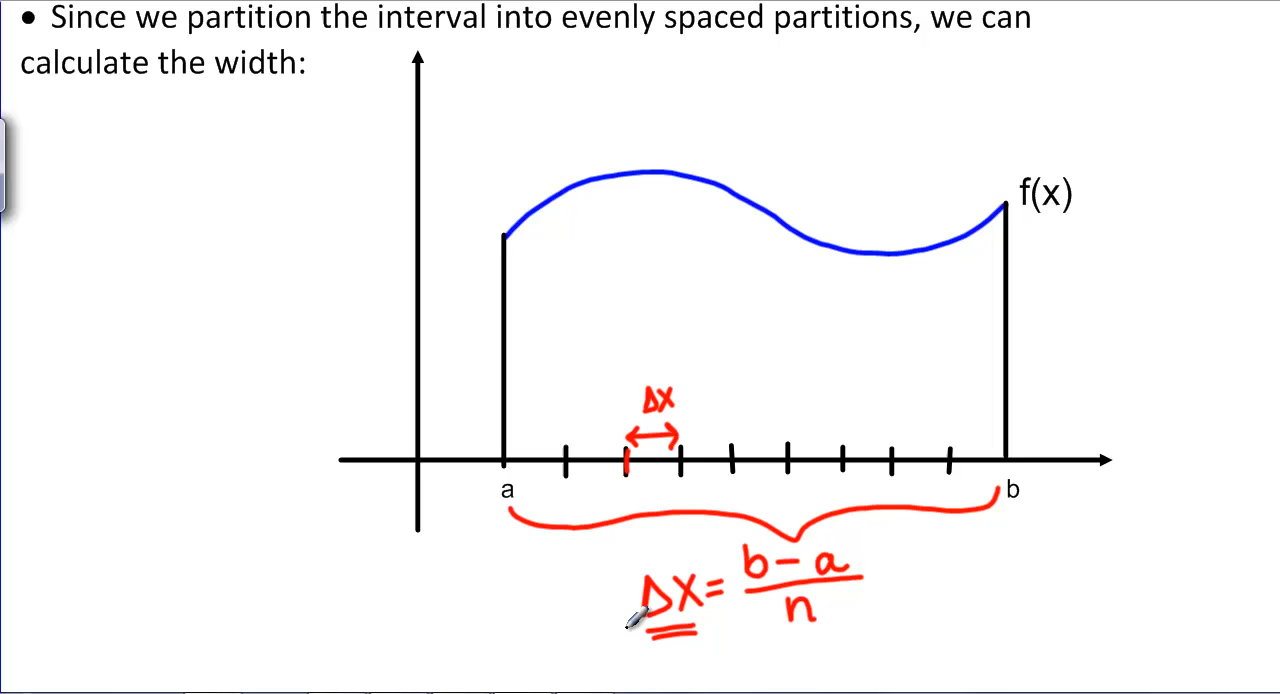 • Since we partition the interval into evenly spaced partitions, we can
calculate the width:
f(x)
Δx
a
b
Δx = b - a
n